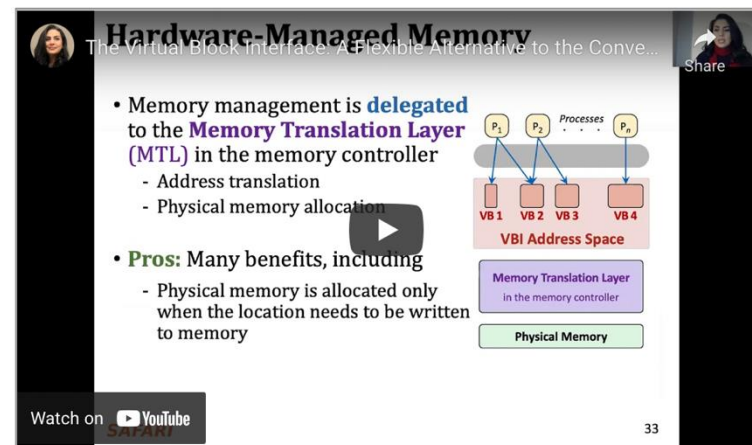 Hardware-Managed Memory
The Virtual Block Interface: A Flexible Alternative to the Conve...
Share
• Memory management is delegated
to the Memory Translation Layer
(MTL) in the memory controller
- Address translation
- Physical memory allocation
• Pros: Many benefits, including
- Physical memory is allocated only
when the location needs to be written
to memory
Processes
P1 P2 . . . Pn
VB 1 VB 2 VB 3 VB 4
VBI Address Space
Memory Translation Layer
in the memory controller
Physical Memory
Watch on YouTube
SAFARI
33